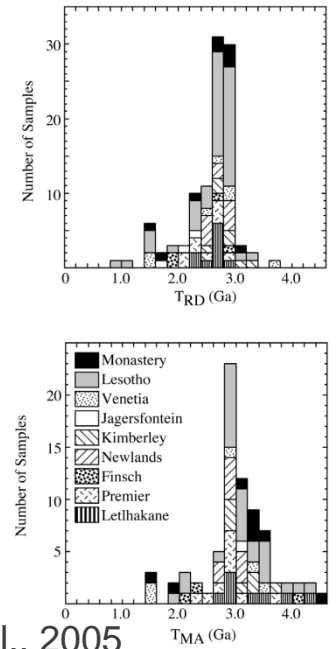 30
20
10
Number of Samples
0 1.0 2.0 3.0 4.0
TRD (Ga)
20
15
10
5
Number of Samples
Monastery
Lesotho
Venetia
Jagersfontein
Kimberley
Newlands
Finsch
Premier
Letlhakane
0 1.0 2.0 3.0 4.0
TMA (Ga)
l., 2005